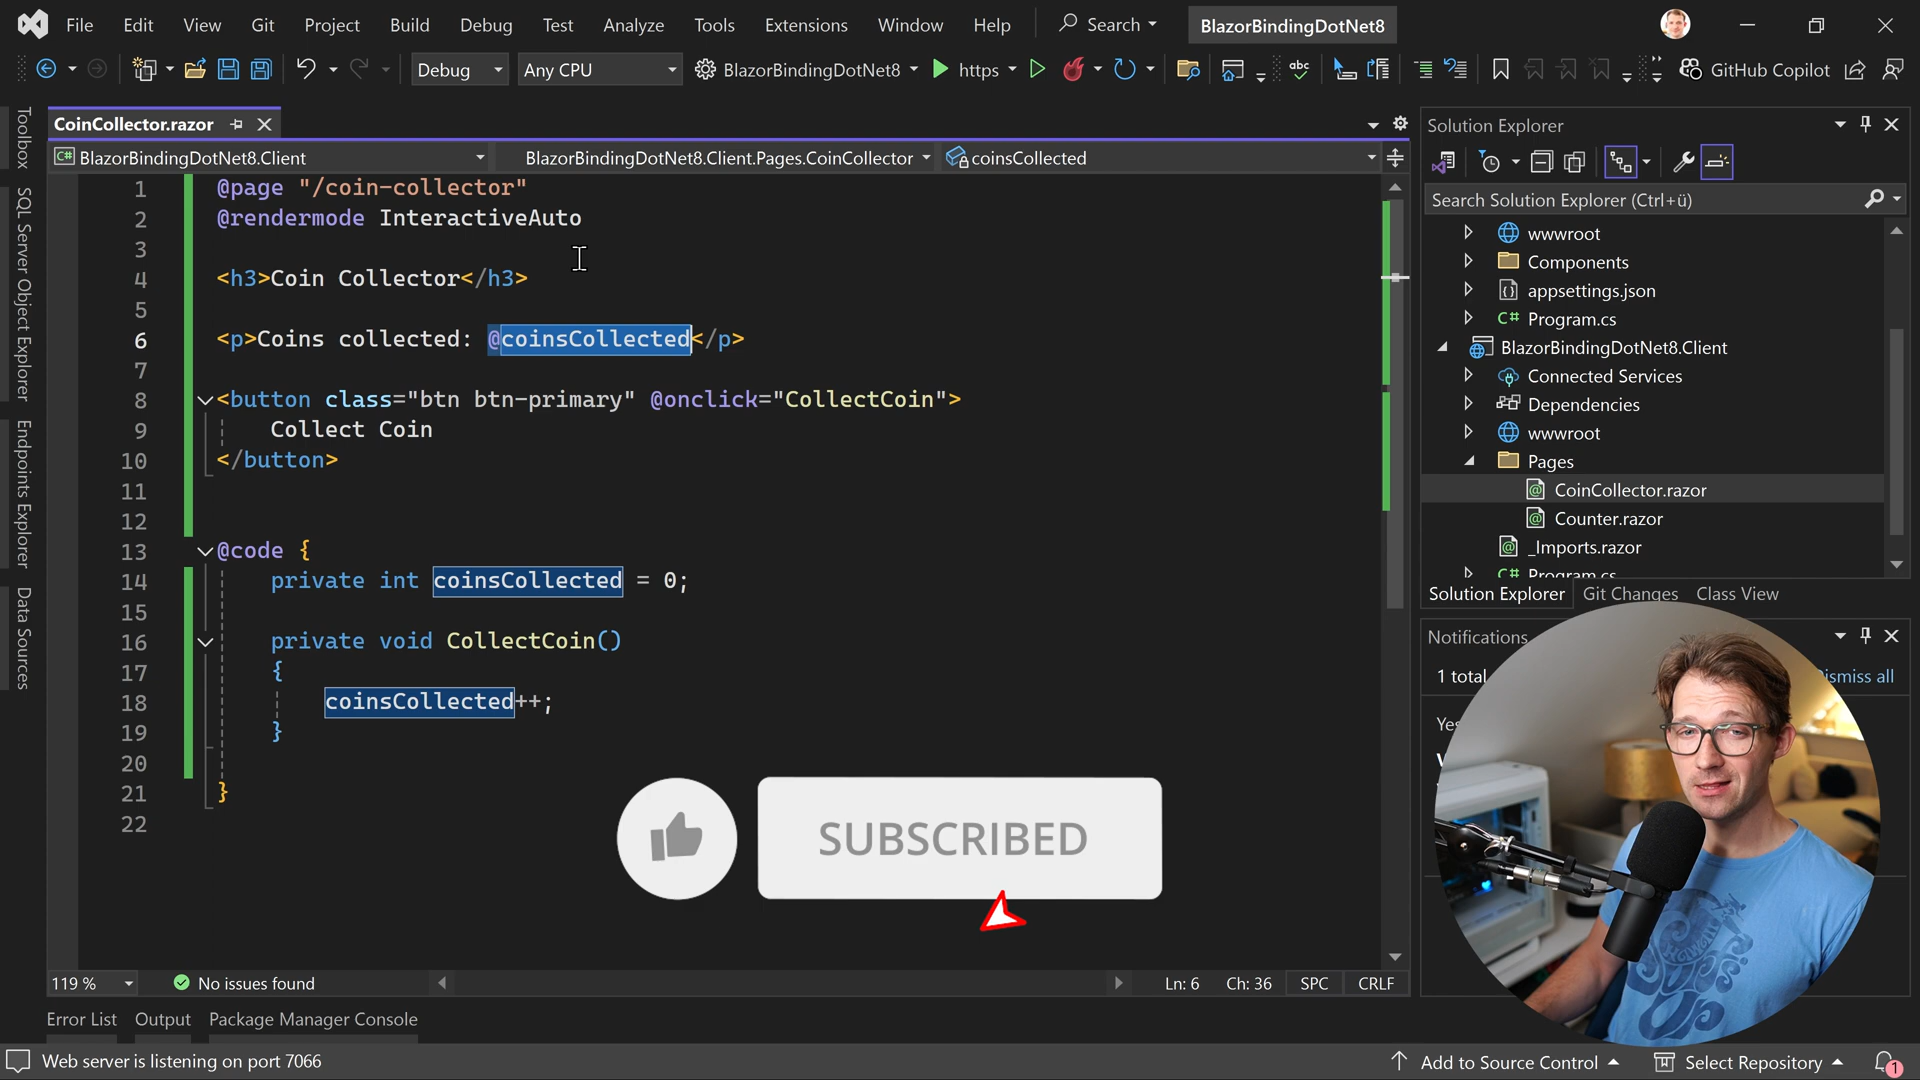 File Edit View Git Project Build Debug Test Analyze Tools Extensions Window Help Search BlazorBindingDotNet8
Debug Any CPU BlazorBindingDotNet8 https abc GitHub Copilot
CoinCollector.razor
BlazorBindingDotNet8.Client BlazorBindingDotNet8.Client.Pages.CoinCollector coinsCollected
Toolbox
SQL Server Object Explorer
Endpoints Explorer
Data Sources
1 @page "/coin-collector"
2 @rendermode InteractiveAuto
3
4 <h3>Coin Collector</h3>
5
6 <p>Coins collected: @coinsCollected</p>
7
8 <button class="btn btn-primary" @onclick="CollectCoin">
9 Collect Coin
10 </button>
11
12
13 @code {
14 private int coinsCollected = 0;
15
16 private void CollectCoin()
17 {
18 coinsCollected++;
19 }
20
21 }
22
SUBSCRIBED
119 % No issues found Ln: 6 Ch: 36 SPC CRLF
Error List Output Package Manager Console
Web server is listening on port 7066
Add to Source Control Select Repository 1
Solution Explorer
Search Solution Explorer (Ctrl+ü)
wwwroot
Components
appsettings.json
C# Program.cs
BlazorBindingDotNet8.Client
Connected Services
Dependencies
wwwroot
Pages
CoinCollector.razor
Counter.razor
_Imports.razor
C# Program.cs
Solution Explorer Git Changes Class View
Notifications
1 total